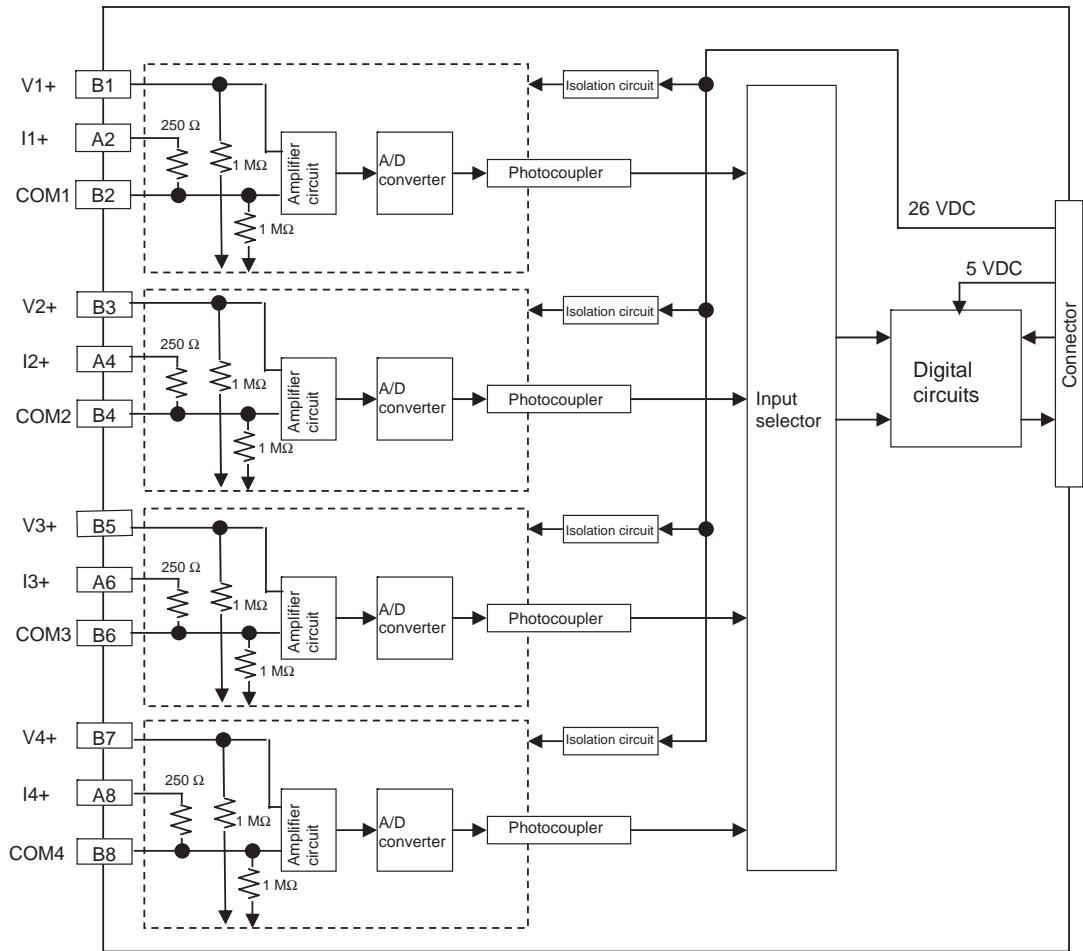 V1+
B1
Isolation circuit
I1+
A2
250 Ω
1 MΩ
Amplifier
circuit
A/D
converter
Photocoupler
COM1
B2
1 MΩ
26 VDC
5 VDC
V2+
B3
Isolation circuit
I2+
A4
250 Ω
1 MΩ
Amplifier
circuit
A/D
converter
Photocoupler
COM2
B4
1 MΩ
Input
selector
Digital
circuits
Connector
V3+
B5
Isolation circuit
I3+
A6
250 Ω
1 MΩ
Amplifier
circuit
A/D
converter
Photocoupler
COM3
B6
1 MΩ
V4+
B7
Isolation circuit
I4+
A8
250 Ω
1 MΩ
Amplifier
circuit
A/D
converter
Photocoupler
COM4
B8
1 MΩ